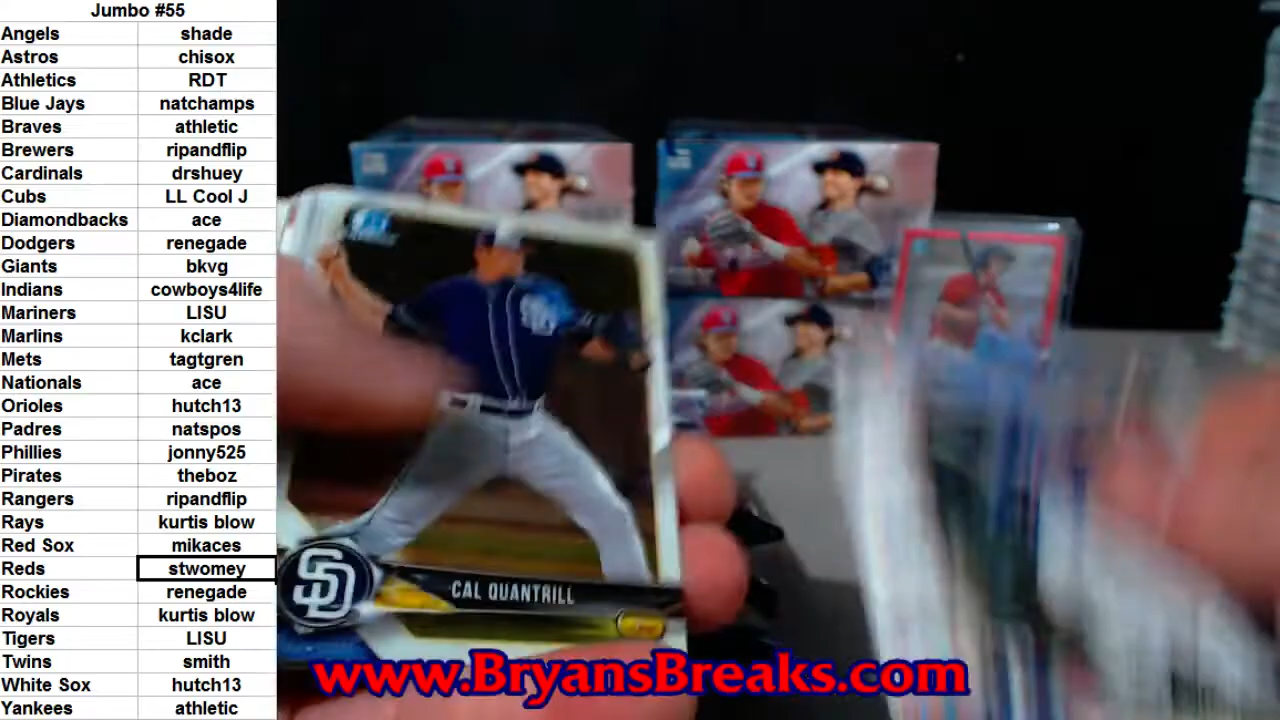 Jumbo #55
Angels shade
Astros chisox
Athletics RDT
Blue Jays natchamps
Braves athletic
Brewers ripandflip
Cardinals drshuey
Cubs LL Cool J
Diamondbacks ace
Dodgers renegade
Giants bkvg
Indians cowboys4life
Mariners LISU
Marlins kclark
Mets tagtgren
Nationals ace
Orioles hutch13
Padres natspos
Phillies jonny525
Pirates theboz
Rangers ripandflip
Rays kurtis blow
Red Sox mikaces
Reds stwomey
Rockies renegade
Royals kurtis blow
Tigers LISU
Twins smith
White Sox hutch13
Yankees athletic
SD
CAL QUANTRILL
www.BryansBreaks.com